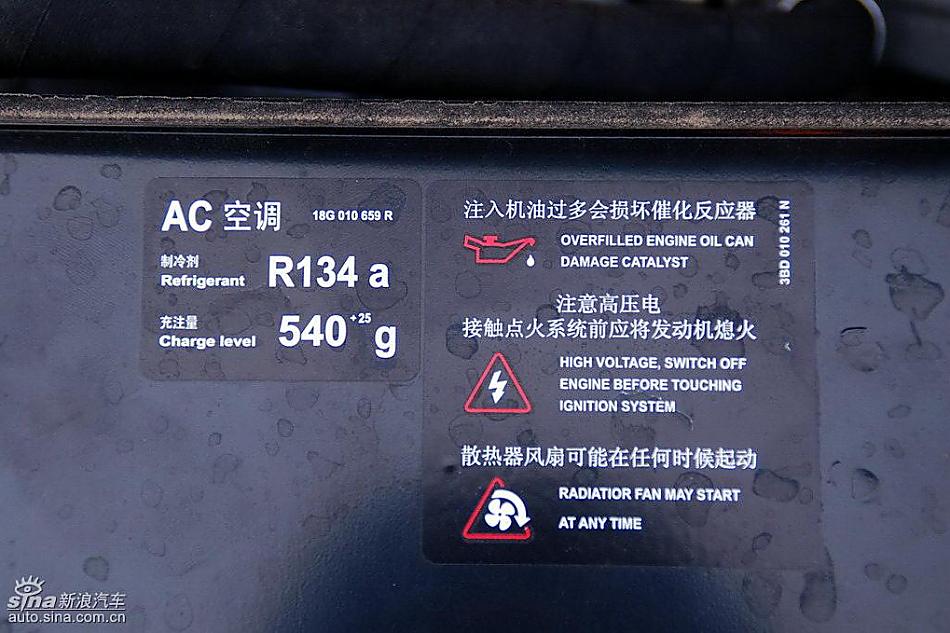 AC 空调 18G 010 659 R
制冷剂
Refrigerant R134 a
充注量
Charge level 540 +25 g
注入机油过多会损坏催化反应器
OVERFILLED ENGINE OIL CAN
DAMAGE CATALYST
3BD 010 261 N
注意高压电
接触点火系统前应将发动机熄火
HIGH VOLTAGE, SWITCH OFF
ENGINE BEFORE TOUCHING
IGNITION SYSTEM
散热器风扇可能在任何时候起动
RADIATIOR FAN MAY START
AT ANY TIME
sina 新浪汽车
auto.sina.com.cn